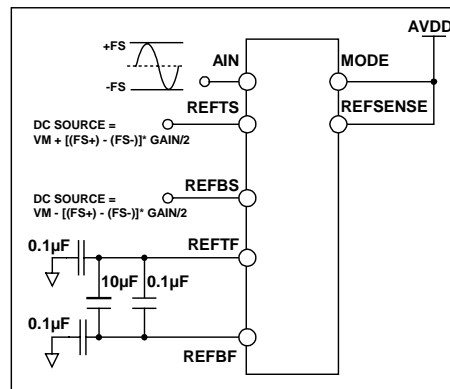 AVDD
+FS
AIN
MODE
-FS
REFTS
REFSENSE
DC SOURCE =
VM + [(FS+) - (FS-)]* GAIN/2
REFBS
DC SOURCE =
VM - [(FS+) - (FS-)]* GAIN/2
REFTF
0.1µF
10µF
0.1µF
0.1µF
REFBF